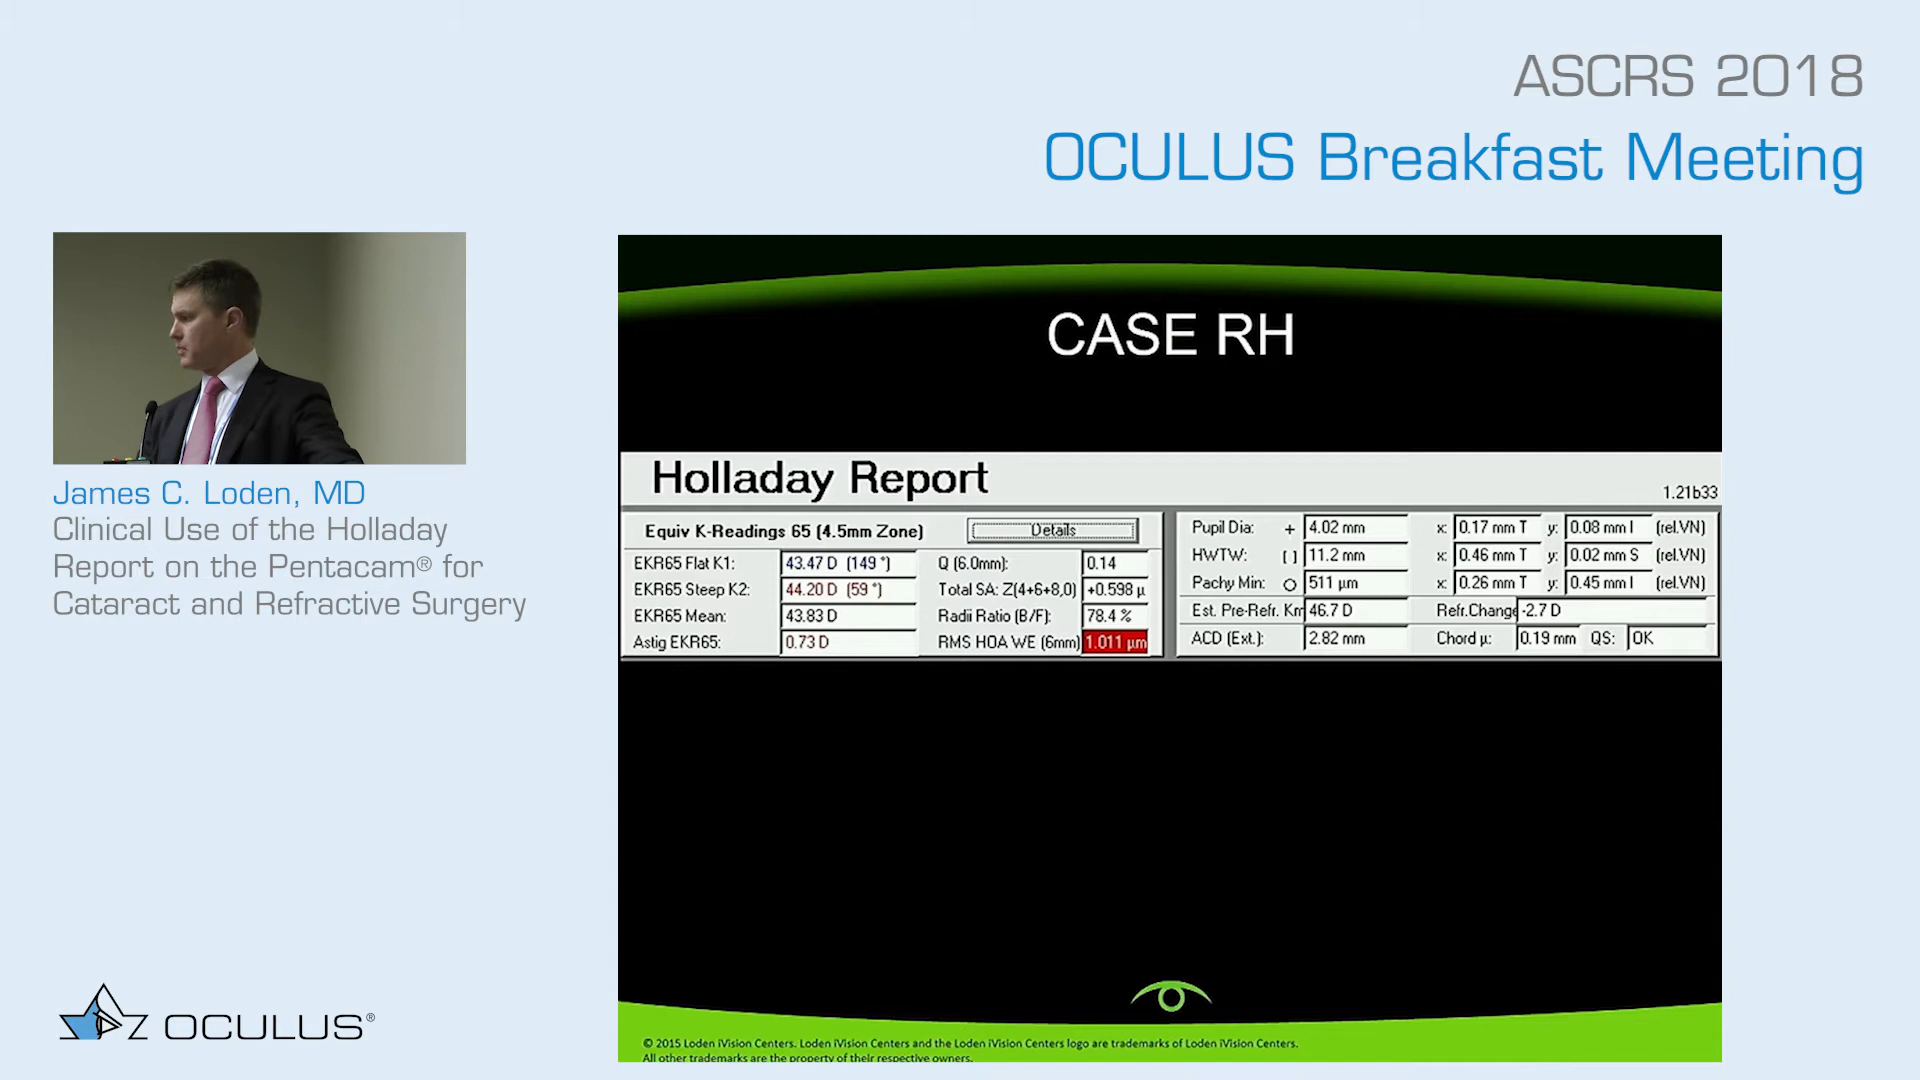 ASCRS 2018
OCULUS Breakfast Meeting
James C. Loden, MD
Clinical Use of the Holladay
Report on the Pentacam® for
Cataract and Refractive Surgery
CASE RH
Holladay Report
1.21b33
Equiv K-Readings 65 (4.5mm Zone) Details
EKR65 Flat K1: 43.47 D (149 °) Q (6.0mm): 0.14
EKR65 Steep K2: 44.20 D (59 °) Total SA: Z(4+6+8,0) +0.598 µ
EKR65 Mean: 43.83 D Radii Ratio (B/F): 78.4 %
Astig EKR65: 0.73 D RMS HOA WE (6mm) 1.011 µm
Pupil Dia: + 4.02 mm x: 0.17 mm T y: 0.08 mm I (rel.VN)
HWTW: [ ] 11.2 mm x: 0.46 mm T y: 0.02 mm S (rel.VN)
Pachy Min: O 511 µm x: 0.26 mm T y: 0.45 mm I (rel.VN)
Est. Pre-Refr. Km 46.7 D Refr.Change -2.7 D
ACD (Ext.): 2.82 mm Chord µ: 0.19 mm QS: OK
© 2015 Loden iVision Centers. Loden iVision Centers and the Loden iVision Centers logo are trademarks of Loden iVision Centers.
All other trademarks are the property of their respective owners.
OCULUS®